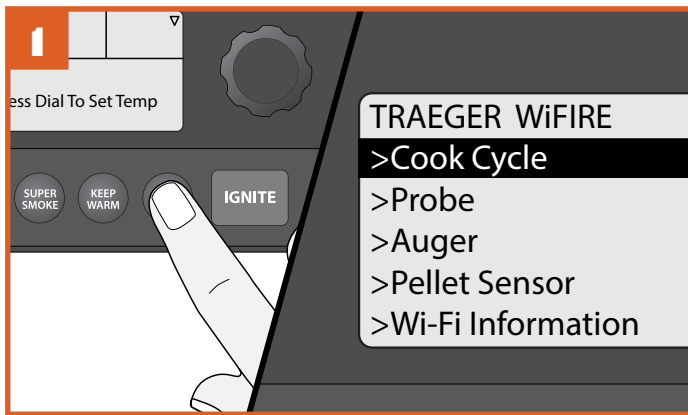 1
ess Dial To Set Temp
SUPER
SMOKE
KEEP
WARM
IGNITE
TRAEGER WiFIRE
>Cook Cycle
>Probe
>Auger
>Pellet Sensor
>Wi-Fi Information